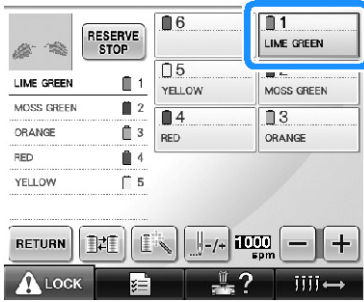 RESERVE
STOP
6
1
LIME GREEN
5
YELLOW
2
MOSS GREEN
4
RED
3
ORANGE
LIME GREEN 1
MOSS GREEN 2
ORANGE 3
RED 4
YELLOW 5
RETURN
-/+
1000
spm
− +
LOCK
?